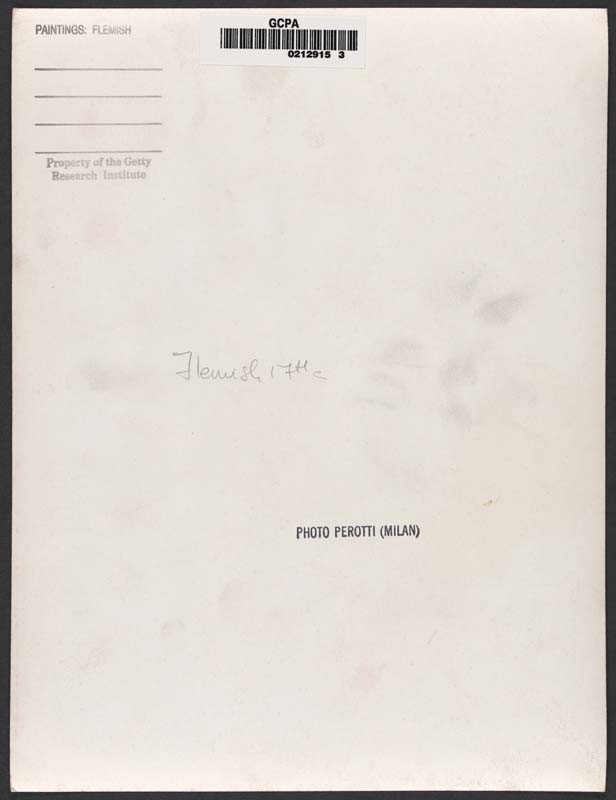 PAINTINGS: FLEMISH
GCPA
0212915 3
Property of the Getty
Research Institute
Flemish 17th c
PHOTO PEROTTI (MILAN)